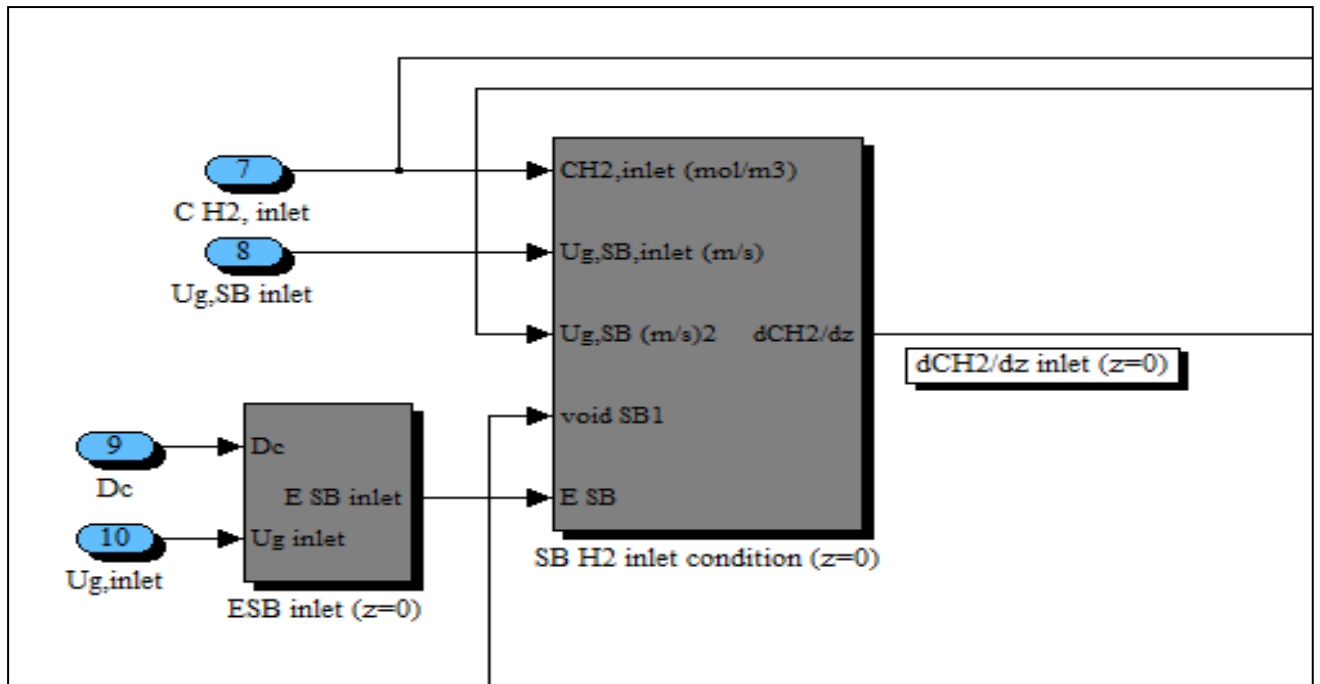 7
C H2, inlet
8
Ug,SB inlet
CH2,inlet (mol/m3)
Ug,SB,inlet (m/s)
Ug,SB (m/s)2
dCH2/dz
void SB1
E SB
SB H2 inlet condition (z=0)
dCH2/dz inlet (z=0)
9
Dc
10
Ug,inlet
Dc
E SB inlet
Ug inlet
ESB inlet (z=0)